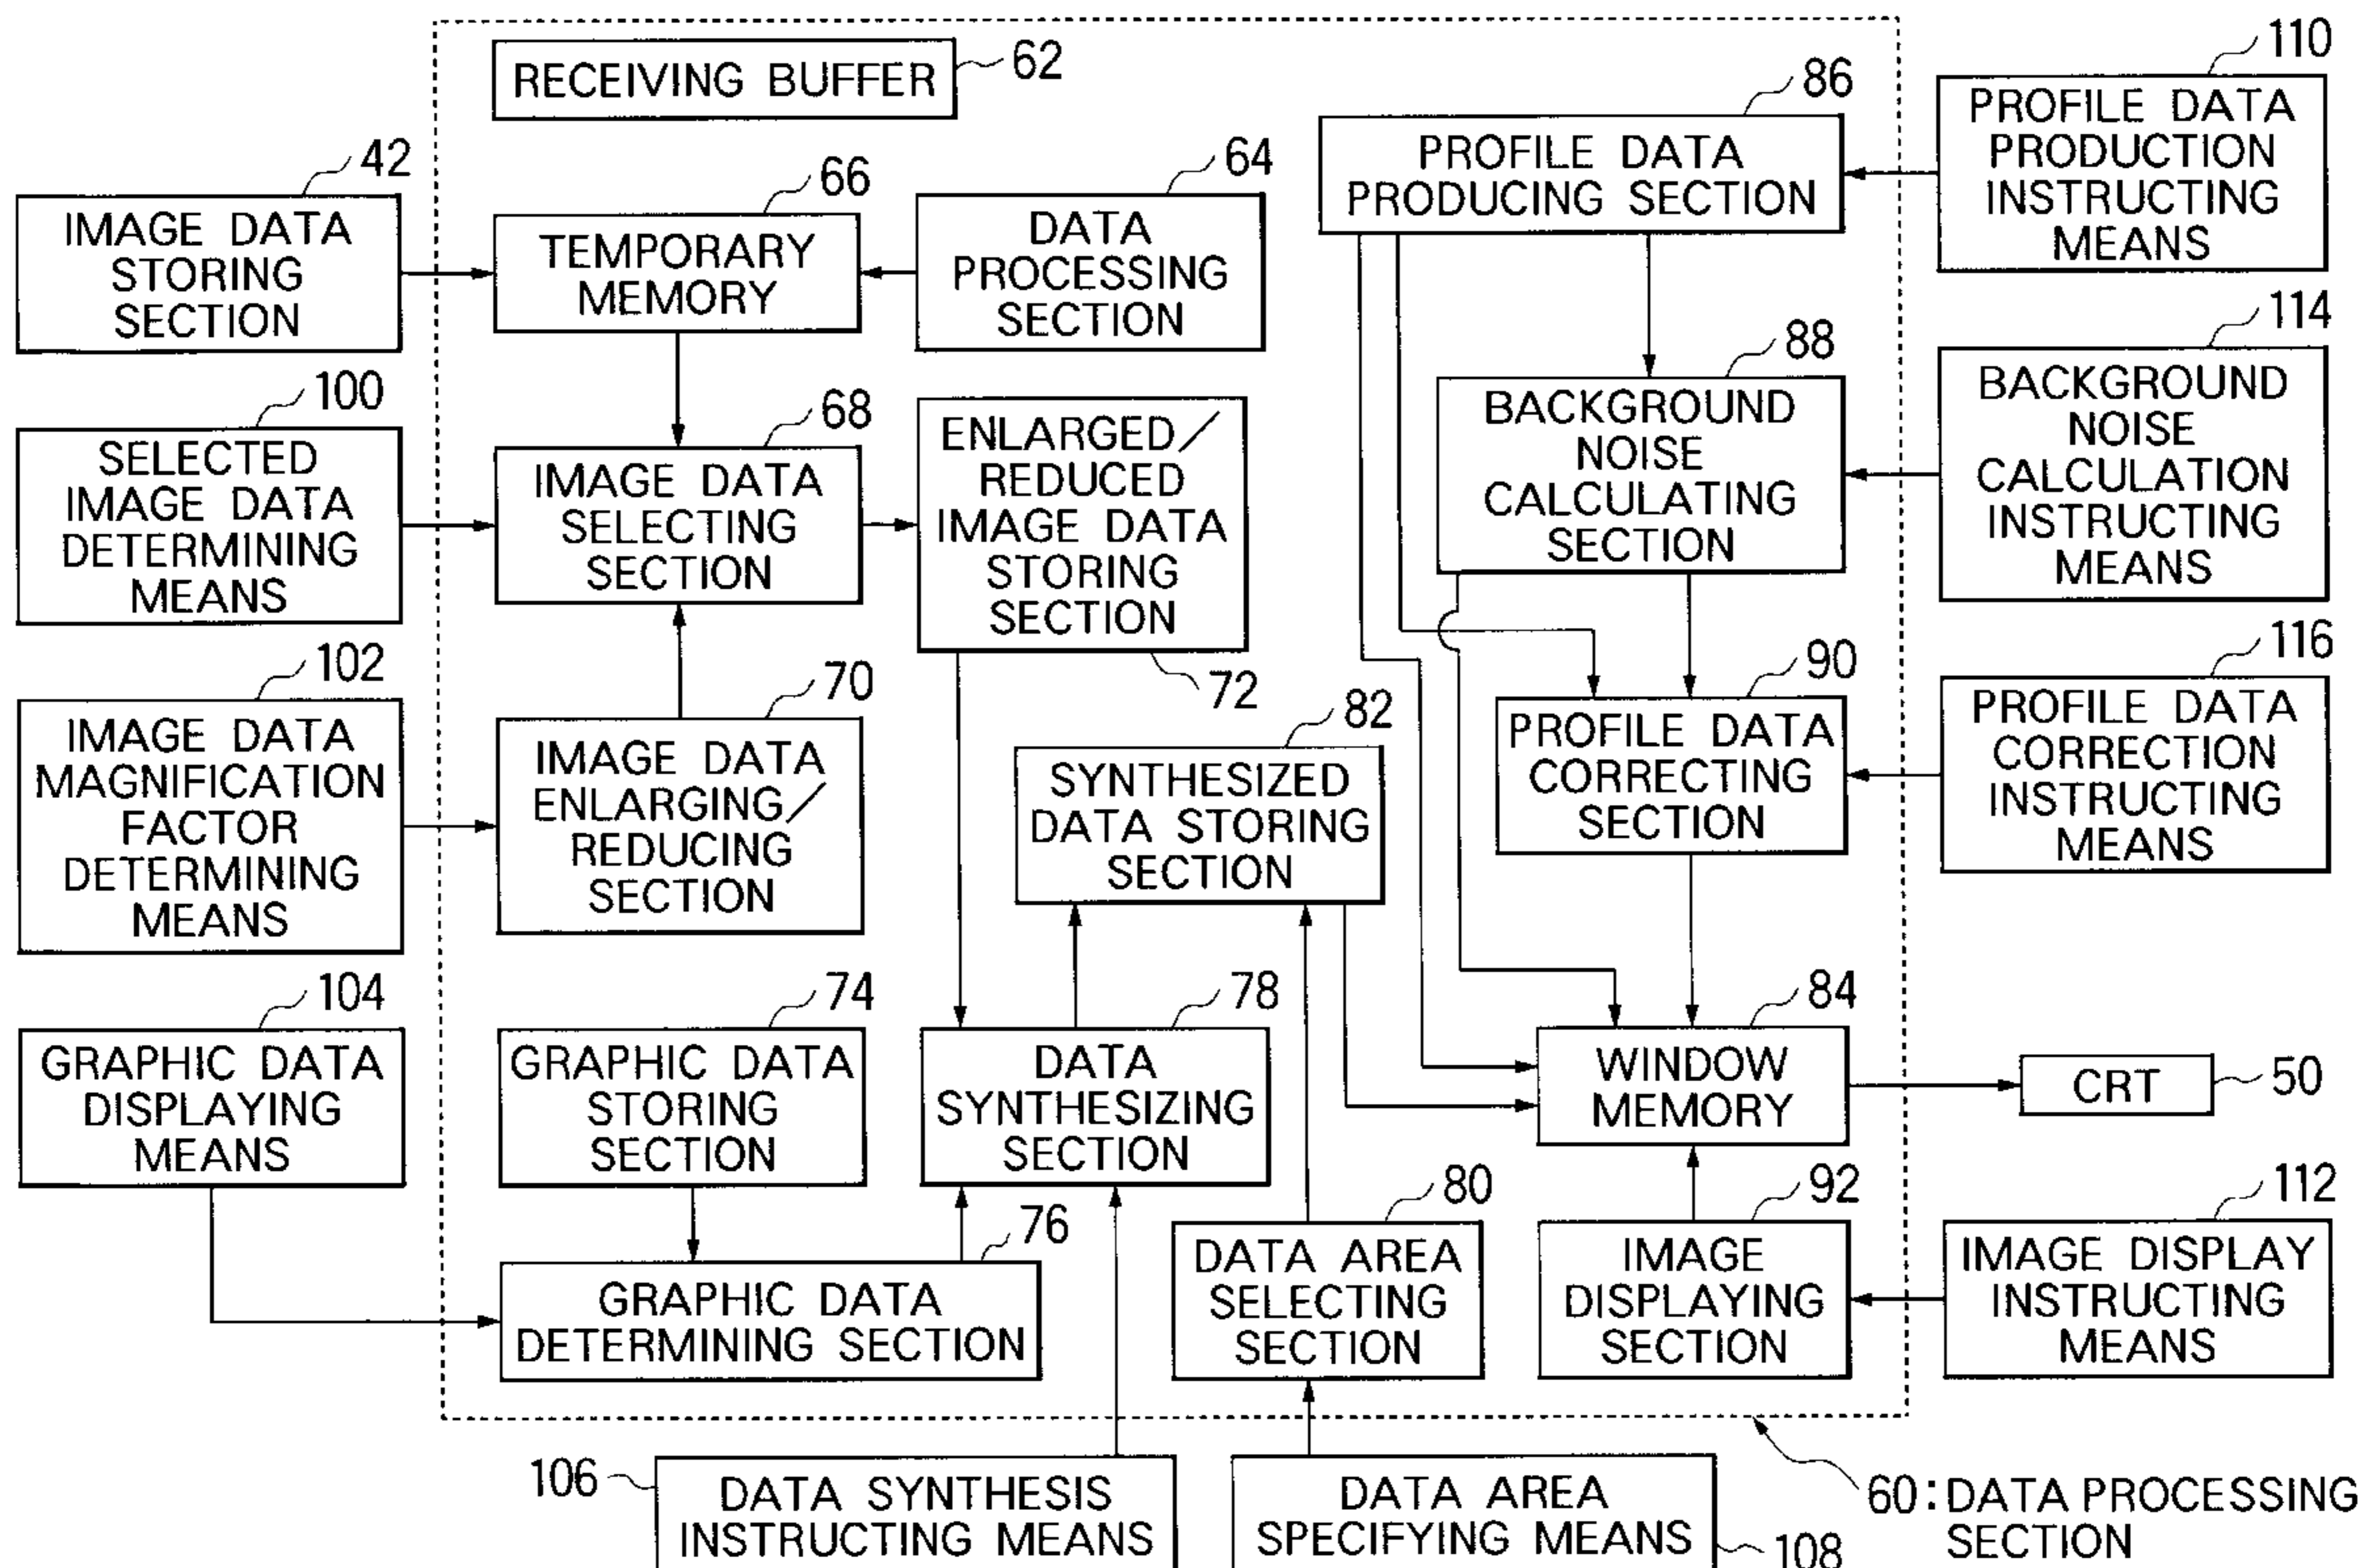 RECEIVING BUFFER
62
110
PROFILE DATA
PRODUCTION
INSTRUCTING
MEANS
86
PROFILE DATA
PRODUCING SECTION
42
IMAGE DATA
STORING
SECTION
66
TEMPORARY
MEMORY
64
DATA
PROCESSING
SECTION
114
BACKGROUND
NOISE
CALCULATION
INSTRUCTING
MEANS
88
BACKGROUND
NOISE
CALCULATING
SECTION
100
SELECTED
IMAGE DATA
DETERMINING
MEANS
68
IMAGE DATA
SELECTING
SECTION
ENLARGED/
REDUCED
IMAGE DATA
STORING
SECTION
72
102
IMAGE DATA
MAGNIFICATION
FACTOR
DETERMINING
MEANS
70
IMAGE DATA
ENLARGING/
REDUCING
SECTION
82
SYNTHESIZED
DATA STORING
SECTION
90
PROFILE DATA
CORRECTING
SECTION
116
PROFILE DATA
CORRECTION
INSTRUCTING
MEANS
104
GRAPHIC DATA
DISPLAYING
MEANS
74
GRAPHIC DATA
STORING
SECTION
78
DATA
SYNTHESIZING
SECTION
84
WINDOW
MEMORY
CRT
50
76
GRAPHIC DATA
DETERMINING SECTION
80
DATA AREA
SELECTING
SECTION
92
IMAGE
DISPLAYING
SECTION
112
IMAGE DISPLAY
INSTRUCTING
MEANS
106
DATA SYNTHESIS
INSTRUCTING MEANS
DATA AREA
SPECIFYING MEANS
108
60 : DATA PROCESSING
SECTION